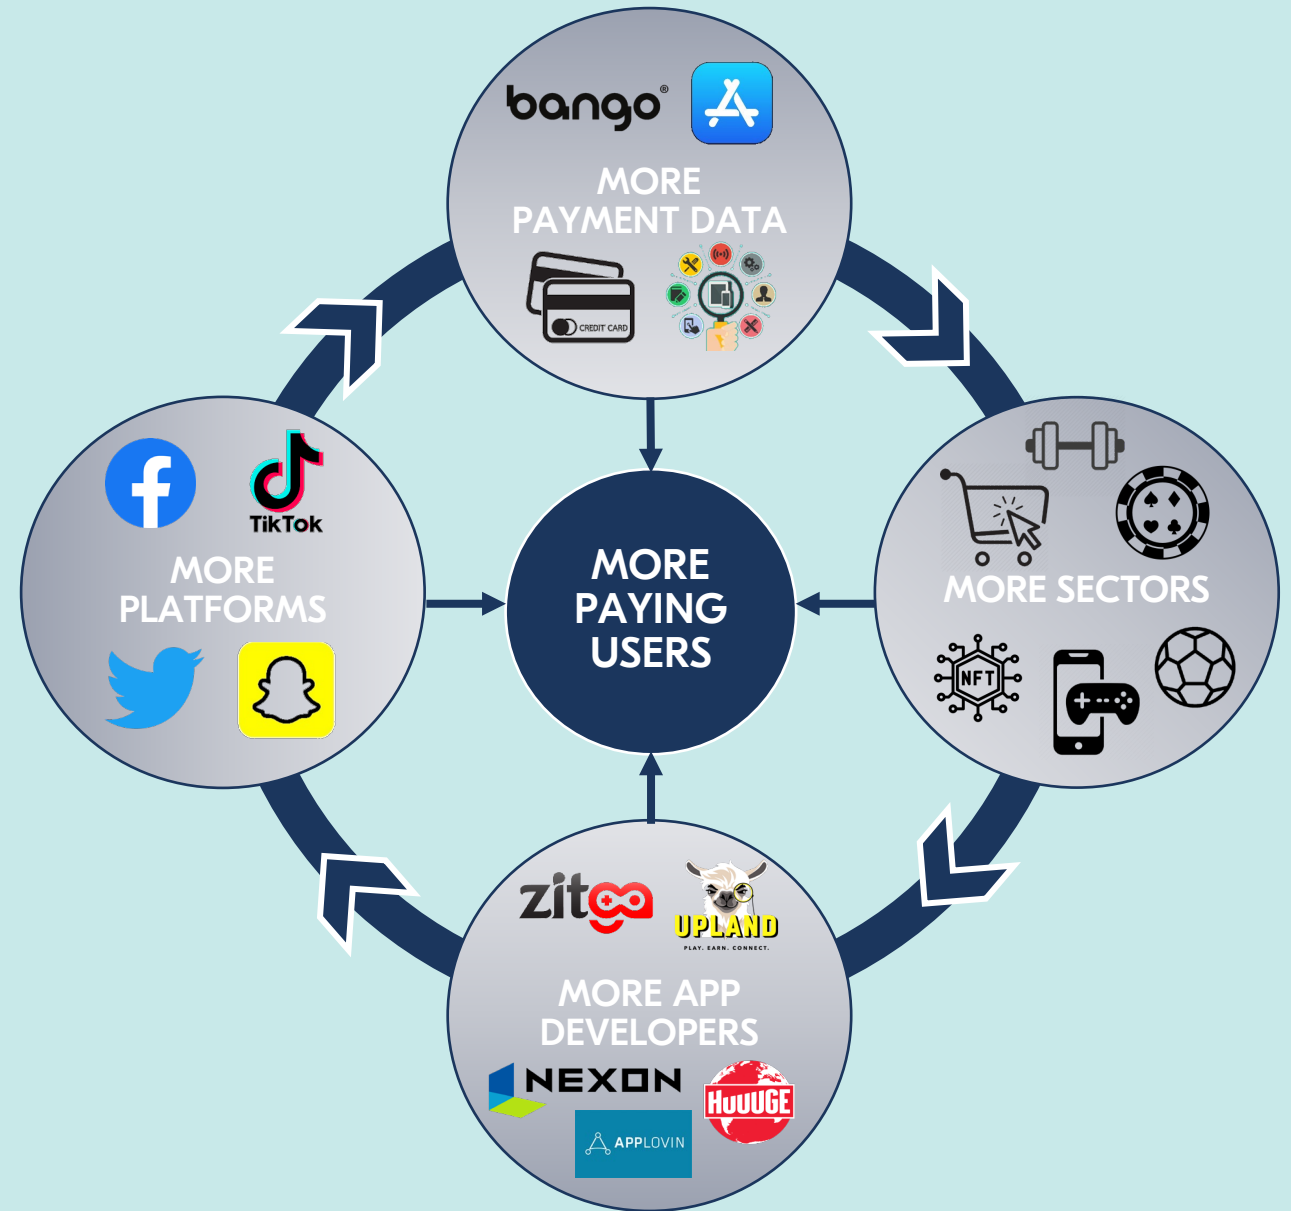 bango®
MORE
PAYMENT DATA
CREDIT CARD
TikTok
MORE
PLATFORMS
MORE
PAYING
USERS
MORE SECTORS
NFT
zitga
UPLAND
PLAY. EARN. CONNECT.
MORE APP
DEVELOPERS
NEXON
HUUUGE
APPLOVIN